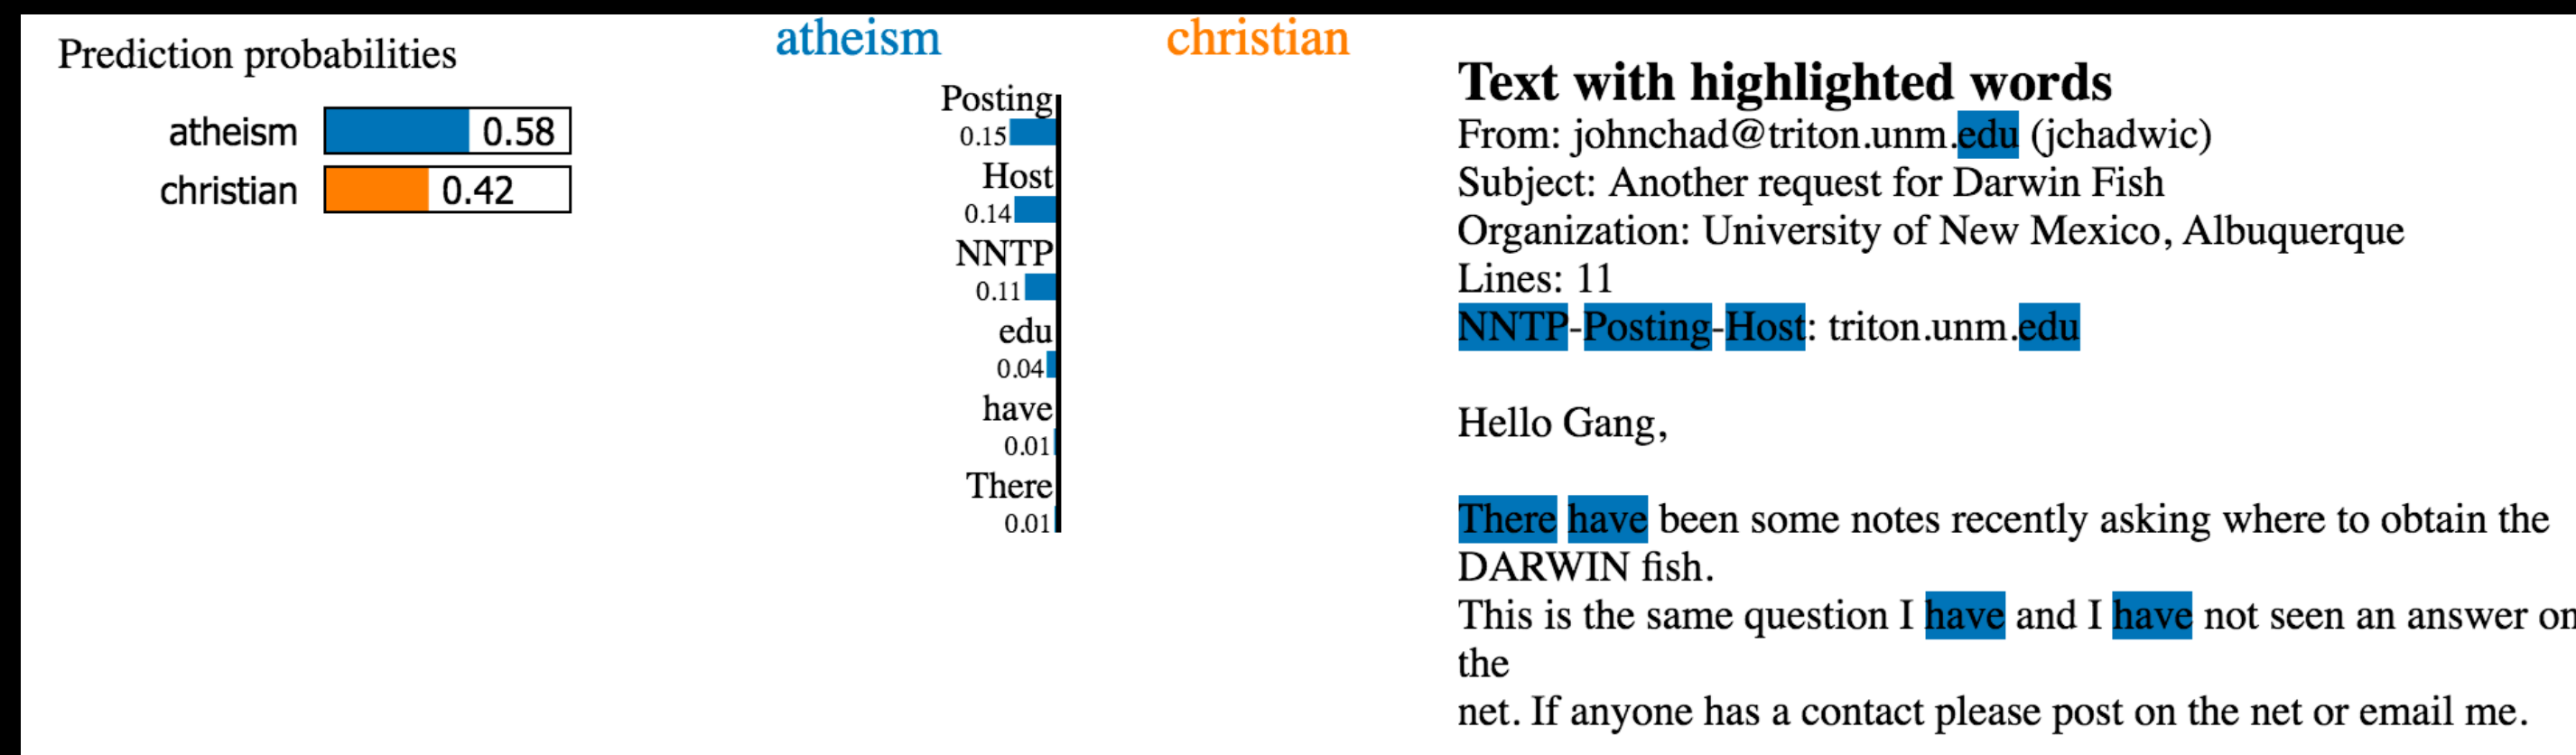 Prediction probabilities
atheism 0.58
christian 0.42
atheism christian
Posting
0.15
Host
0.14
NNTP
0.11
edu
0.04
have
0.01
There
0.01
Text with highlighted words
From: johnchad@triton.unm.edu (jchadwic)
Subject: Another request for Darwin Fish
Organization: University of New Mexico, Albuquerque
Lines: 11
NNTP-Posting-Host: triton.unm.edu
Hello Gang,
There have been some notes recently asking where to obtain the
DARWIN fish.
This is the same question I have and I have not seen an answer on
the
net. If anyone has a contact please post on the net or email me.